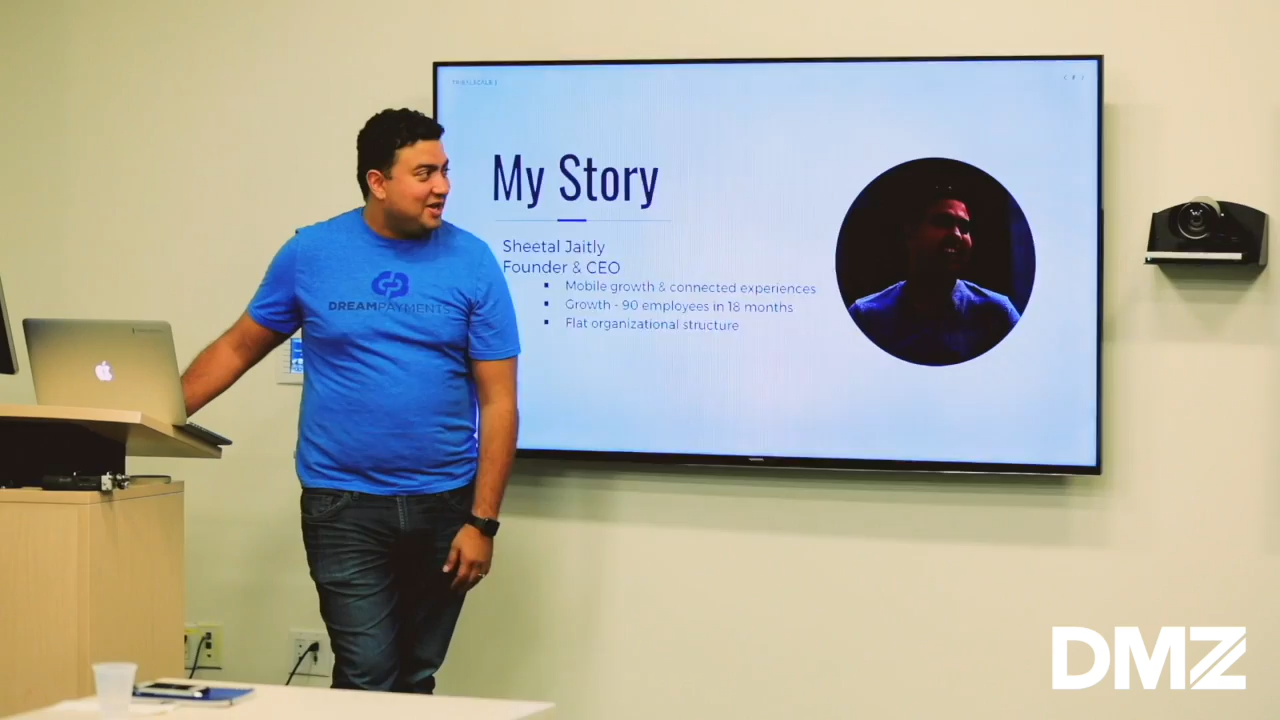 TRIBALSCALE
My Story
Sheetal Jaitly
Founder & CEO
Mobile growth & connected experiences
Growth - 90 employees in 18 months
Flat organizational structure
DREAMPAYMENTS
DMZ